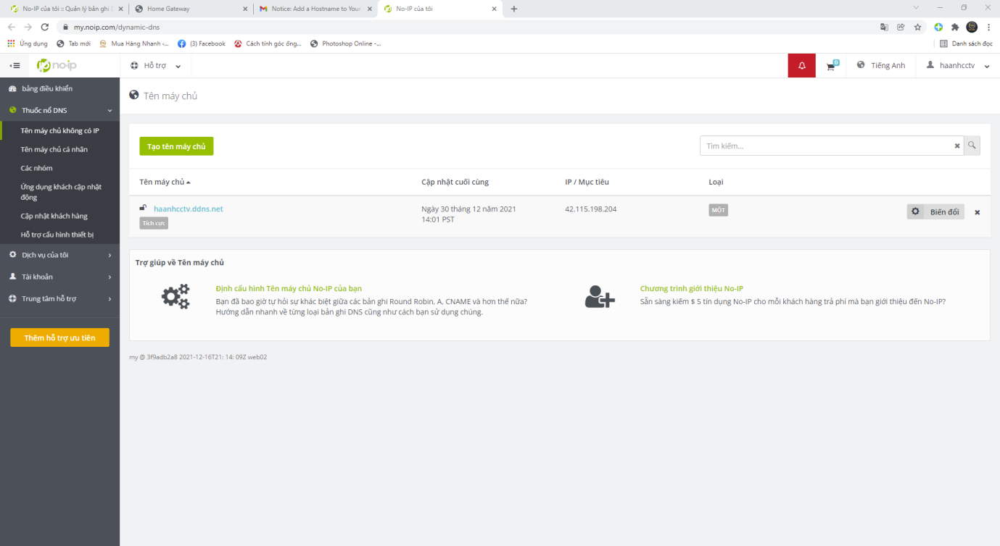 No-IP của tôi :: Quản lý bản ghi
Home Gateway
Notice: Add a Hostname to Your
No-IP của tôi
my.noip.com/dynamic-dns
Ứng dụng
Tab mới
Mua Hàng Nhanh -...
(3) Facebook
Cách tính góc ống...
Photoshop Online -...
Danh sách đọc
no-ip
Hỗ trợ
0
Tiếng Anh
haanhcctv
bảng điều khiển
Thuốc nổ DNS
Tên máy chủ không có IP
Tên máy chủ cá nhân
Các nhóm
Ứng dụng khách cập nhật
động
Cập nhật khách hàng
Hỗ trợ cấu hình thiết bị
Dịch vụ của tôi
Tài khoản
Trung tâm hỗ trợ
Thêm hỗ trợ ưu tiên
Tên máy chủ
Tạo tên máy chủ
Tìm kiếm...
Tên máy chủ
Cập nhật cuối cùng
IP / Mục tiêu
Loại
haanhcctv.ddns.net
Tích cực
Ngày 30 tháng 12 năm 2021
14:01 PST
42.115.198.204
MỘT
Biến đổi
Trợ giúp về Tên máy chủ
Định cấu hình Tên máy chủ No-IP của bạn
Bạn đã bao giờ tự hỏi sự khác biệt giữa các bản ghi Round Robin, A, CNAME và hơn thế nữa?
Hướng dẫn nhanh về từng loại bản ghi DNS cũng như cách bạn sử dụng chúng.
Chương trình giới thiệu No-IP
Sẵn sàng kiếm $ 5 tín dụng No-IP cho mỗi khách hàng trả phí mà bạn giới thiệu đến No-IP?
my @ 3f9adb2a8 2021-12-16T21: 14: 09Z web02